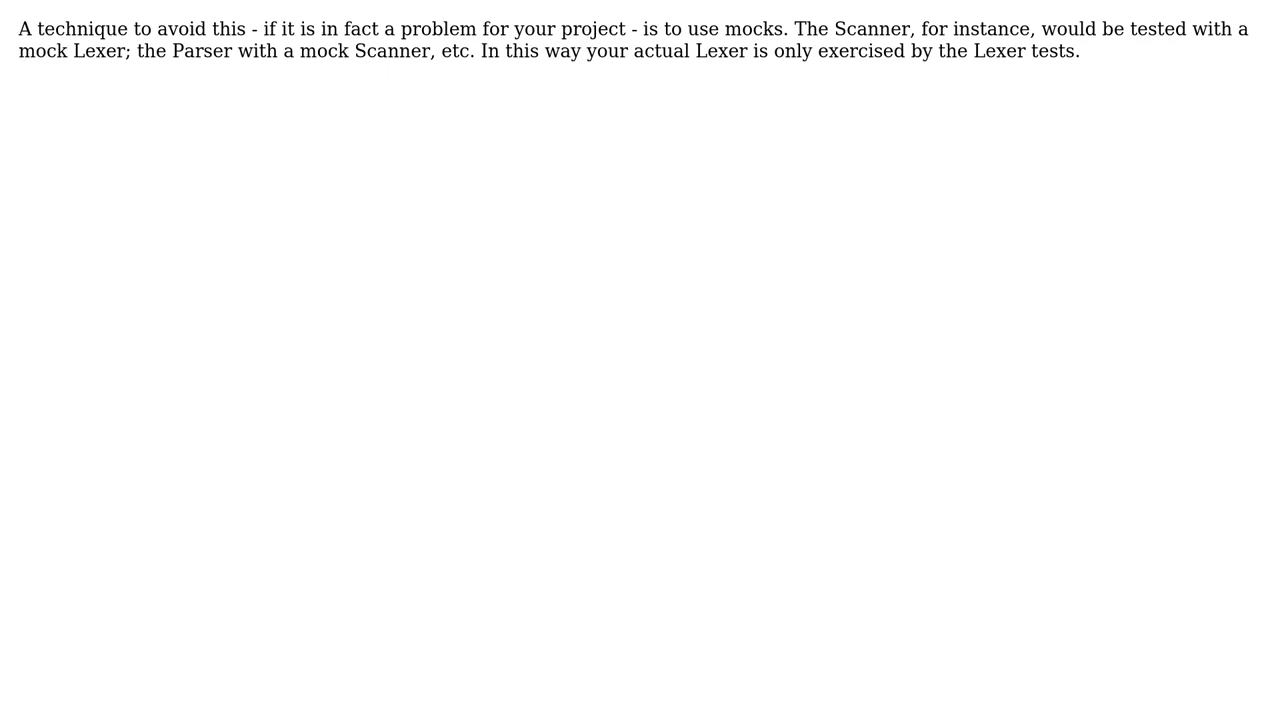 A technique to avoid this - if it is in fact a problem for your project - is to use mocks. The Scanner, for instance, would be tested with a
mock Lexer; the Parser with a mock Scanner, etc. In this way your actual Lexer is only exercised by the Lexer tests.